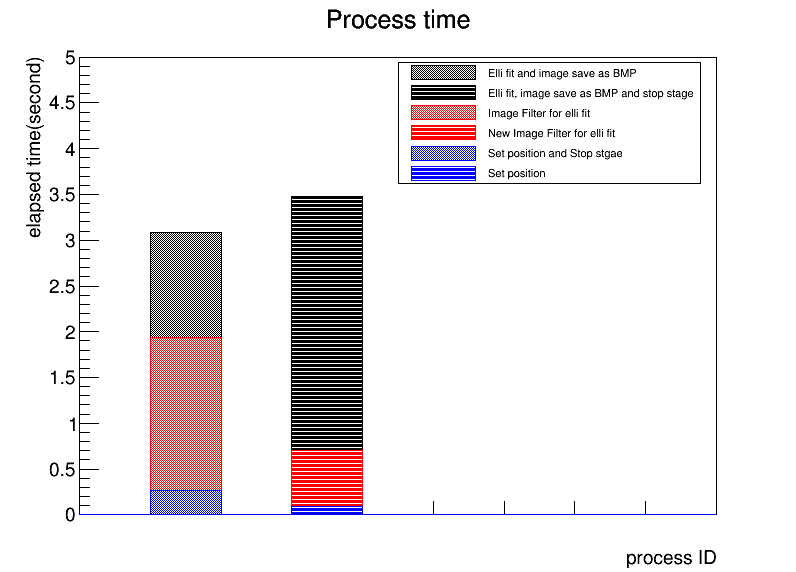 Process time
elapsed time(second)
5
4.5
4
3.5
3
2.5
2
1.5
1
0.5
0
Elli fit and image save as BMP
Elli fit, image save as BMP and stop stage
Image Filter for elli fit
New Image Filter for elli fit
Set position and Stop stgae
Set position
process ID